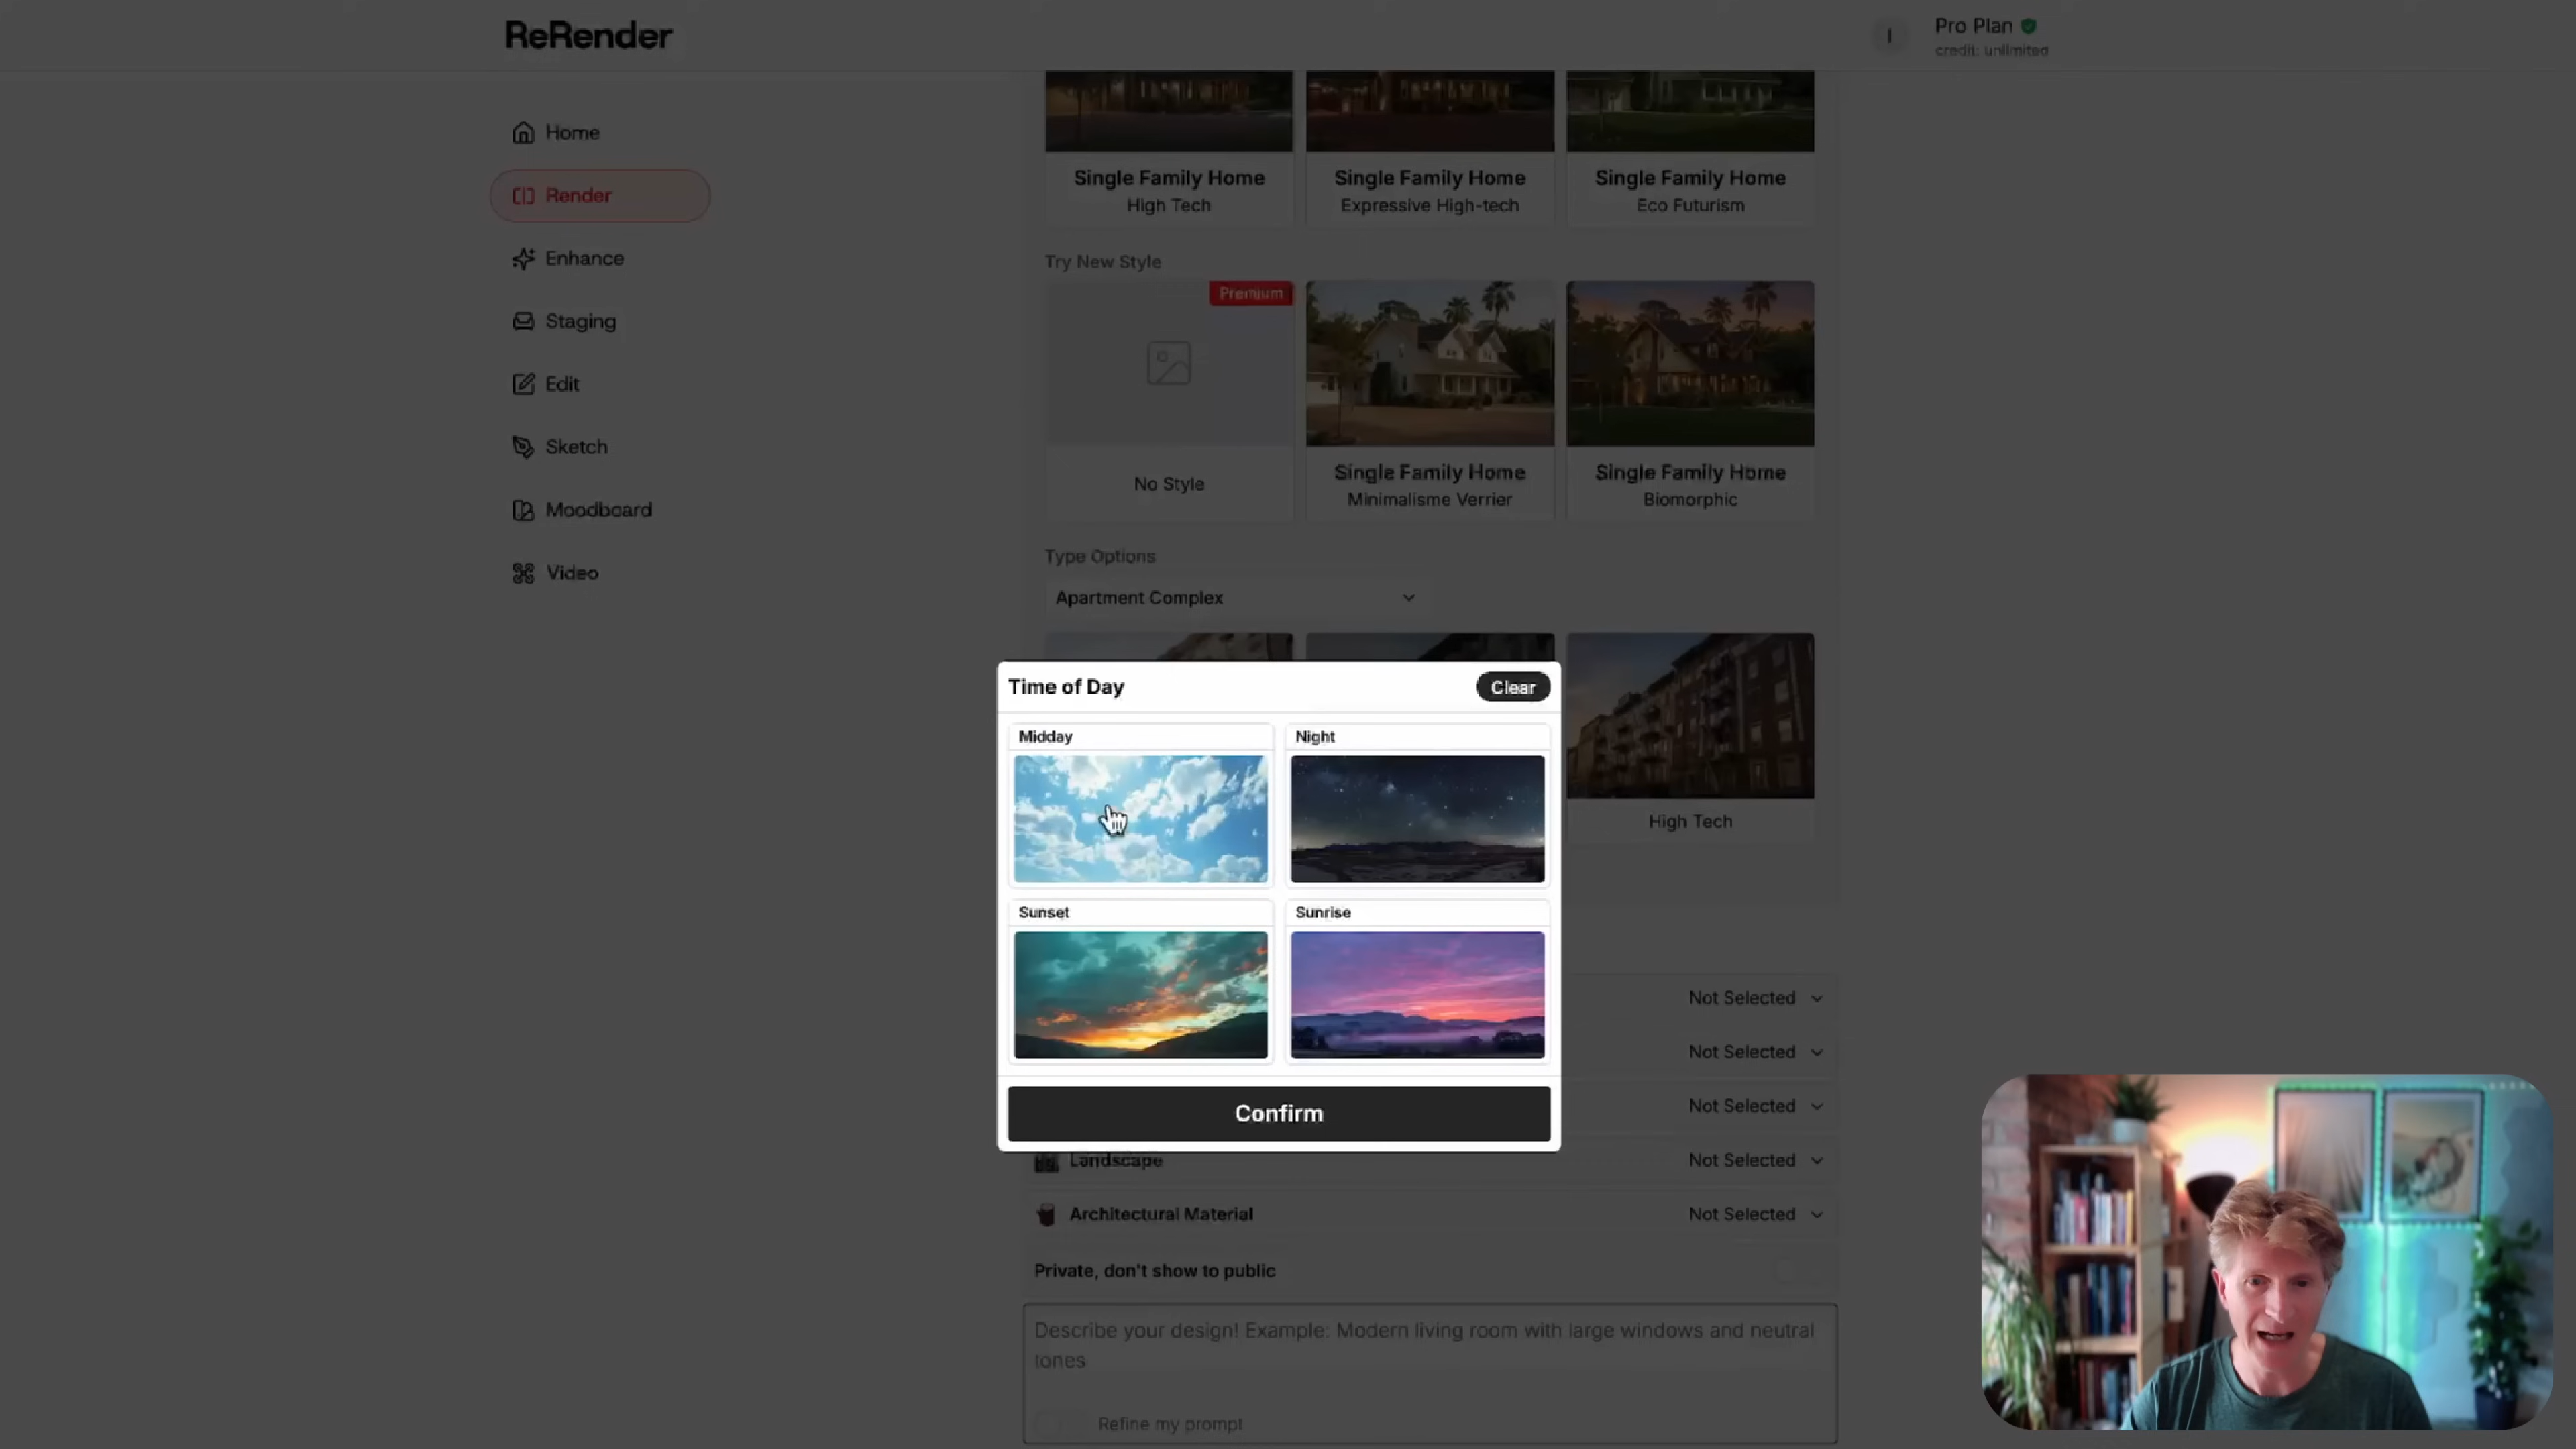 ReRender
Pro Plan
credit: unlimited
Home
Render
Enhance
Staging
Edit
Sketch
Moodboard
Video
Single Family Home
High Tech
Single Family Home
Expressive High-tech
Single Family Home
Eco Futurism
Try New Style
Premium
No Style
Single Family Home
Minimalisme Verrier
Single Family Home
Biomorphic
Type Options
Apartment Complex
High Tech
Time of Day
Clear
Midday
Night
Sunset
Sunrise
Confirm
Not Selected
Not Selected
Not Selected
Landscape
Not Selected
Architectural Material
Not Selected
Private, don't show to public
Describe your design! Example: Modern living room with large windows and neutral
tones
Refine my prompt